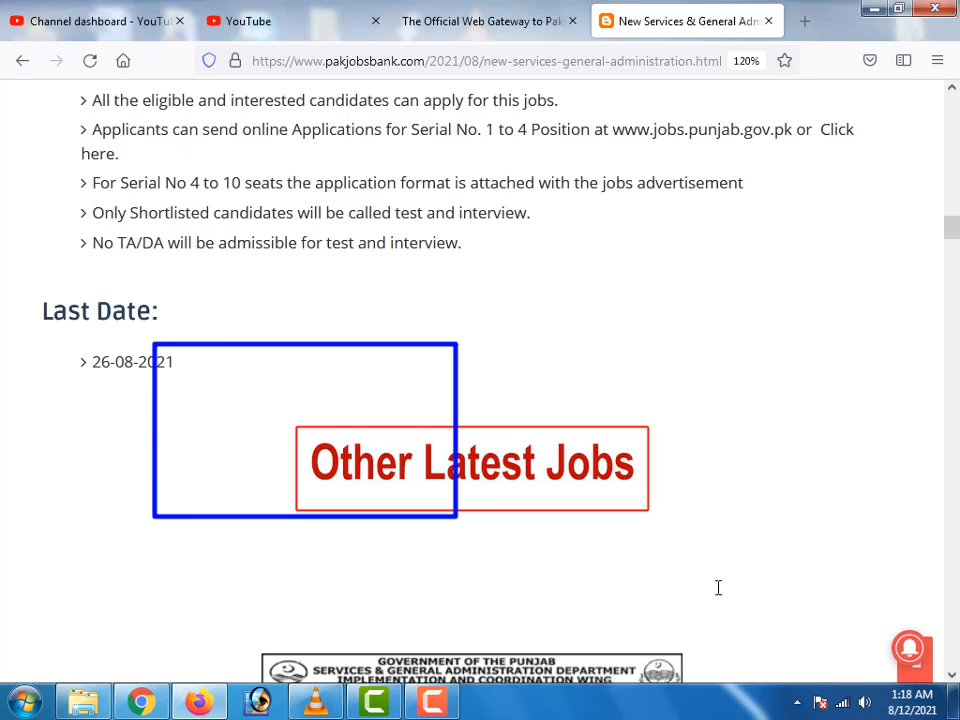 Channel dashboard - YouTu
YouTube
The Official Web Gateway to Pak
New Services & General Adm
https://www.pakjobsbank.com/2021/08/new-services-general-administration.html
120%
> All the eligible and interested candidates can apply for this jobs.
> Applicants can send online Applications for Serial No. 1 to 4 Position at www.jobs.punjab.gov.pk or Click
here.
> For Serial No 4 to 10 seats the application format is attached with the jobs advertisement
> Only Shortlisted candidates will be called test and interview.
> No TA/DA will be admissible for test and interview.
Last Date:
> 26-08-2021
Other Latest Jobs
GOVERNMENT OF THE PUNJAB
SERVICES & GENERAL ADMINISTRATION DEPARTMENT
IMPLEMENTATION AND COORDINATION WING
1:18 AM
8/12/2021